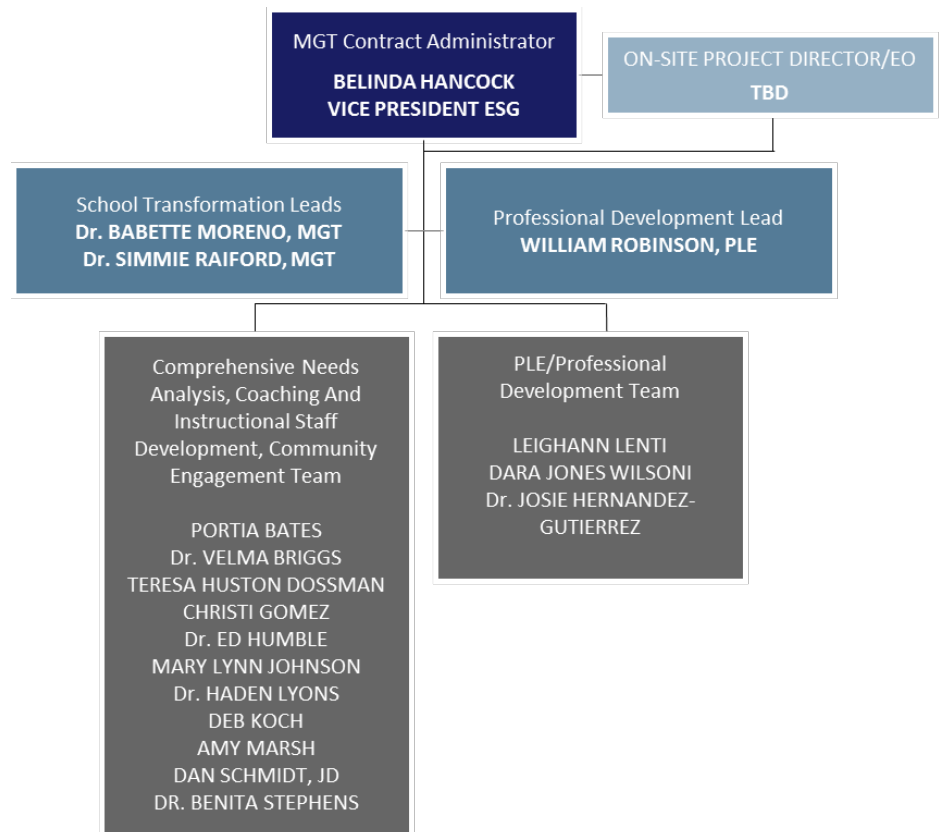 MGT Contract Administrator
BELINDA HANCOCK
VICE PRESIDENT ESG
ON-SITE PROJECT DIRECTOR/EO
TBD
School Transformation Leads
Dr. BABETTE MORENO, MGT
Dr. SIMMIE RAIFORD, MGT
Professional Development Lead
WILLIAM ROBINSON, PLE
Comprehensive Needs
Analysis, Coaching And
Instructional Staff
Development, Community
Engagement Team
PORTIA BATES
Dr. VELMA BRIGGS
TERESA HUSTON DOSSMAN
CHRISTI GOMEZ
Dr. ED HUMBLE
MARY LYNN JOHNSON
Dr. HADEN LYONS
DEB KOCH
AMY MARSH
DAN SCHMIDT, JD
DR. BENITA STEPHENS
PLE/Professional
Development Team
LEIGHANN LENTI
DARA JONES WILSONI
Dr. JOSIE HERNANDEZ-
GUTIERREZ